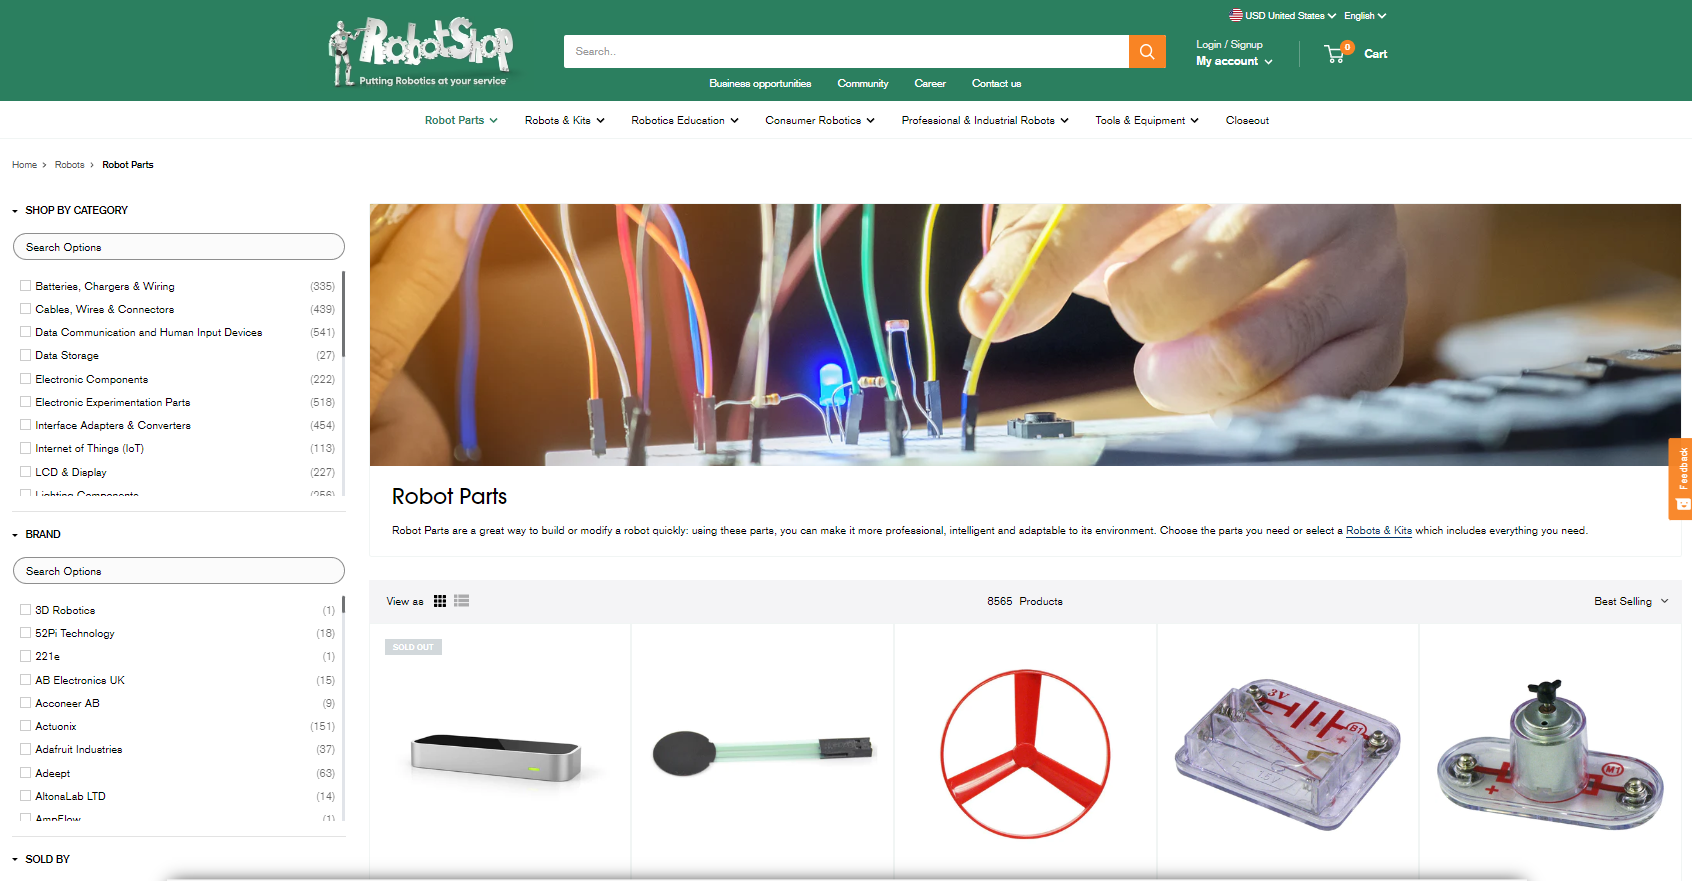 USD United States English
RobotShop
Putting Robotics at your service
Search..
Login / Signup
My account
0
Cart
Business opportunities Community Career Contact us
Robot Parts Robots & Kits Robotics Education Consumer Robotics Professional & Industrial Robots Tools & Equipment Closeout
Home > Robots > Robot Parts
SHOP BY CATEGORY
Search Options
Batteries, Chargers & Wiring (335)
Cables, Wires & Connectors (439)
Data Communication and Human Input Devices (541)
Data Storage (27)
Electronic Components (222)
Electronic Experimentation Parts (518)
Interface Adapters & Converters (454)
Internet of Things (IoT) (113)
LCD & Display (227)
Lighting Components (256)
BRAND
Search Options
3D Robotics (1)
52Pi Technology (18)
221e (1)
AB Electronics UK (15)
Acconeer AB (9)
Actuonix (151)
Adafruit Industries (37)
Adeept (63)
AltonaLab LTD (14)
AmpFlow (1)
SOLD BY
Feedback
Robot Parts
Robot Parts are a great way to build or modify a robot quickly: using these parts, you can make it more professional, intelligent and adaptable to its environment. Choose the parts you need or select a Robots & Kits which includes everything you need.
View as
8565 Products
Best Selling
SOLD OUT
3V
B1
+
M1
+